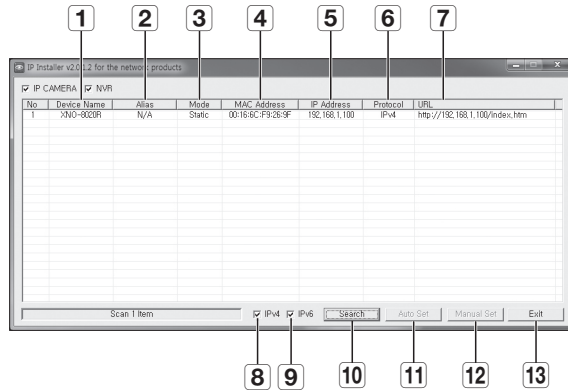 1 2 3 4 5 6 7
IP Installer v2.0.1.2 for the network products
IP CAMERA NVR
No Device Name Alias Mode MAC Address IP Address Protocol URL
1 XNO-8020R N/A Static 00:16:6C:F9:26:9F 192,168,1,100 IPv4 http://192,168,1,100/index,htm
Scan 1 Item IPv4 IPv6 Search Auto Set Manual Set Exit
8 9 10 11 12 13